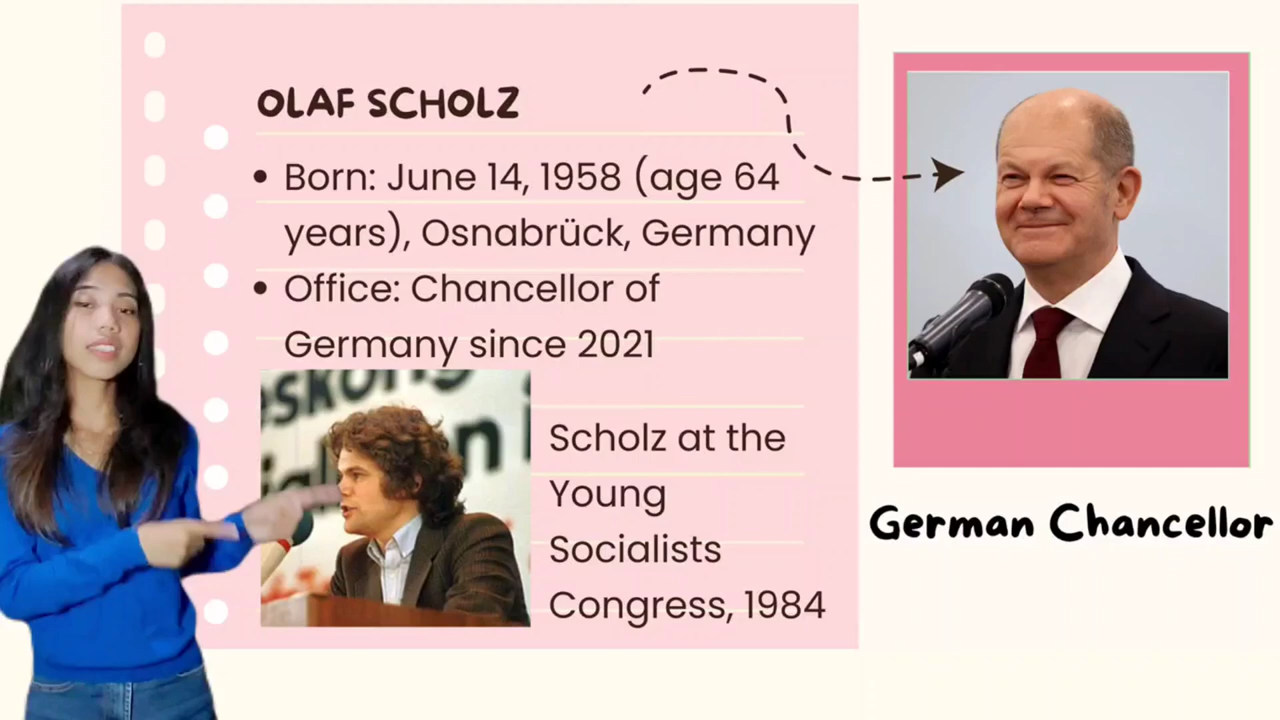 OLAF SCHOLZ
• Born: June 14, 1958 (age 64
years), Osnabrück, Germany
• Office: Chancellor of
Germany since 2021
Scholz at the
Young
Socialists
Congress, 1984
German Chancellor